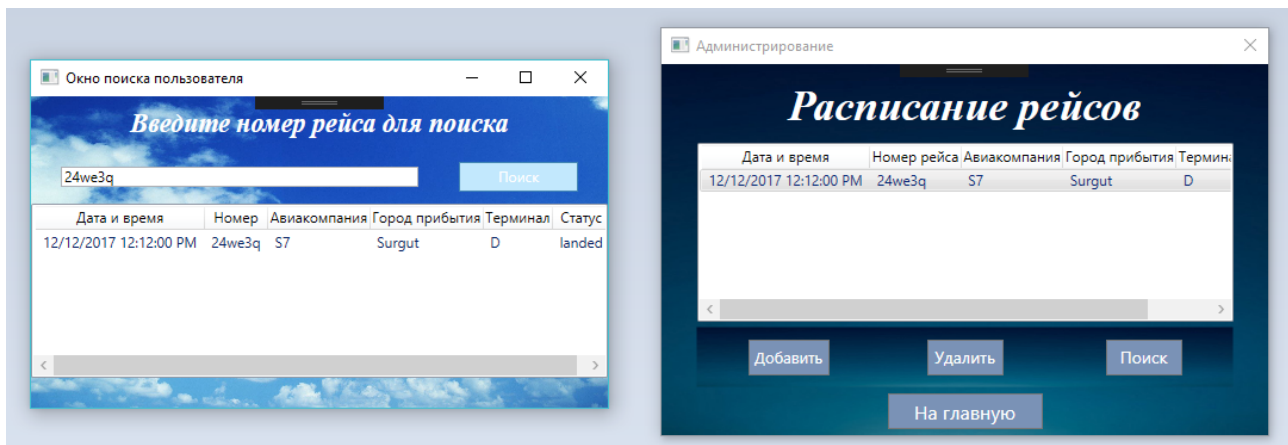 Окно поиска пользователя
Введите номер рейса для поиска
24we3q Поиск
Дата и время Номер Авиакомпания Город прибытия Терминал Статус
12/12/2017 12:12:00 PM 24we3q S7 Surgut D landed
Администрирование
Расписание рейсов
Дата и время Номер рейса Авиакомпания Город прибытия Термин
12/12/2017 12:12:00 PM 24we3q S7 Surgut D
Добавить Удалить Поиск
На главную